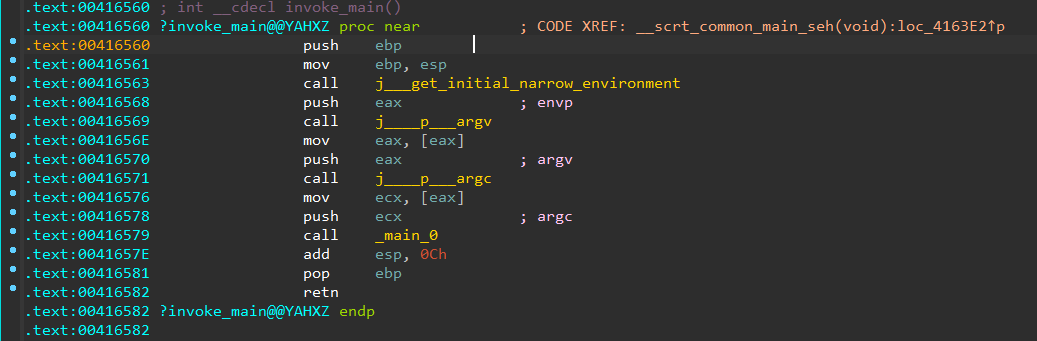 .text:00416560 ; int __cdecl invoke_main()
.text:00416560 ?invoke_main@@YAHXZ proc near ; CODE XREF: __scrt_common_main_seh(void):loc_4163E2↑p
.text:00416560 push ebp
.text:00416561 mov ebp, esp
.text:00416563 call j___get_initial_narrow_environment
.text:00416568 push eax ; envp
.text:00416569 call j____p___argv
.text:0041656E mov eax, [eax]
.text:00416570 push eax ; argv
.text:00416571 call j____p___argc
.text:00416576 mov ecx, [eax]
.text:00416578 push ecx ; argc
.text:00416579 call _main_0
.text:0041657E add esp, 0Ch
.text:00416581 pop ebp
.text:00416582 retn
.text:00416582 ?invoke_main@@YAHXZ endp
.text:00416582